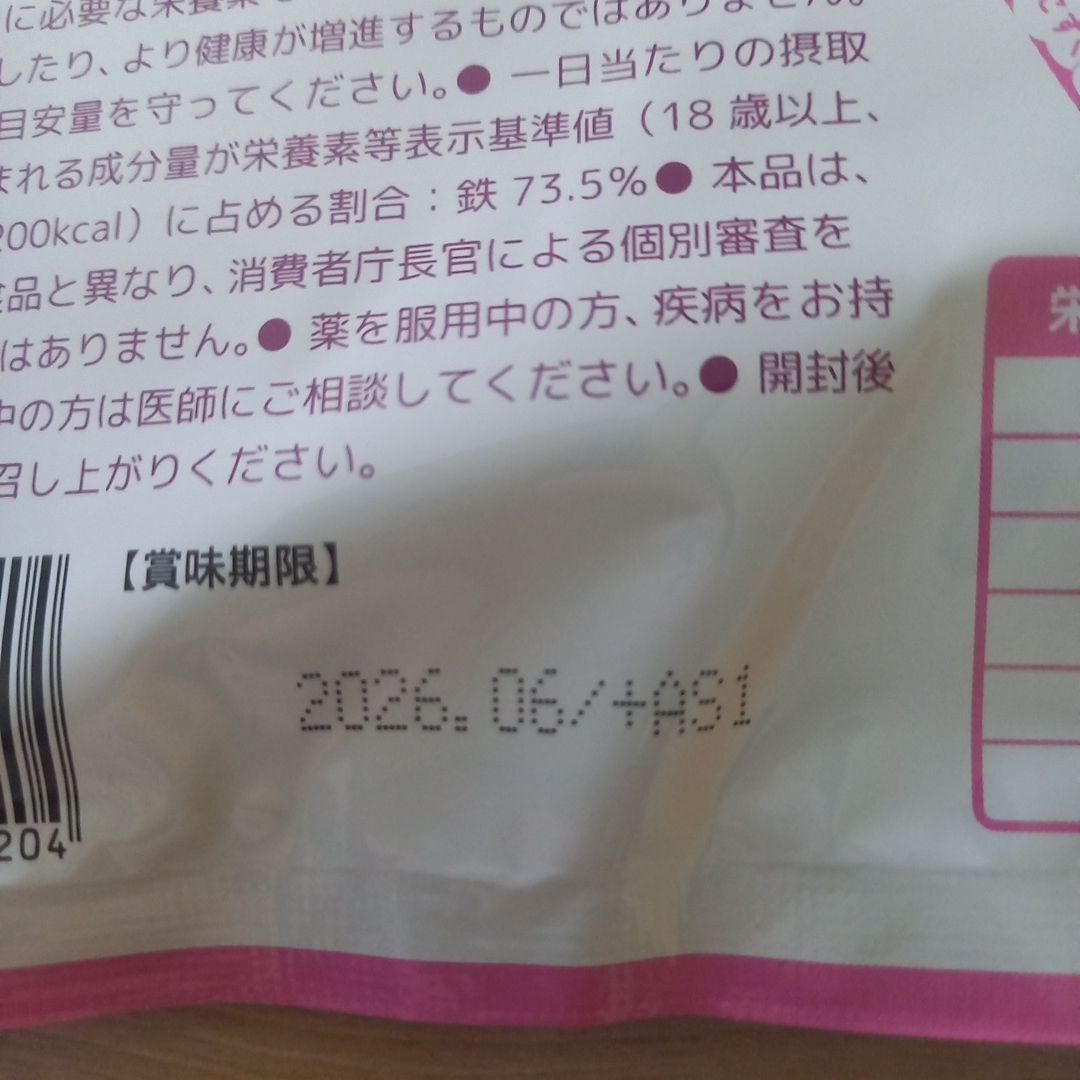 に必要な栄養素
したり、より健康が増進するものではありません。
目安量を守ってください。● 一日当たりの摂取
まれる成分量が栄養素等表示基準値（18 歳以上、
200kcal）に占める割合：鉄 73.5%● 本品は、
食品と異なり、消費者庁長官による個別審査を
はありません。● 薬を服用中の方、疾病をお持
中の方は医師にご相談してください。● 開封後
召し上がりください。
【賞味期限】
2026.06/+AS1
204
栄